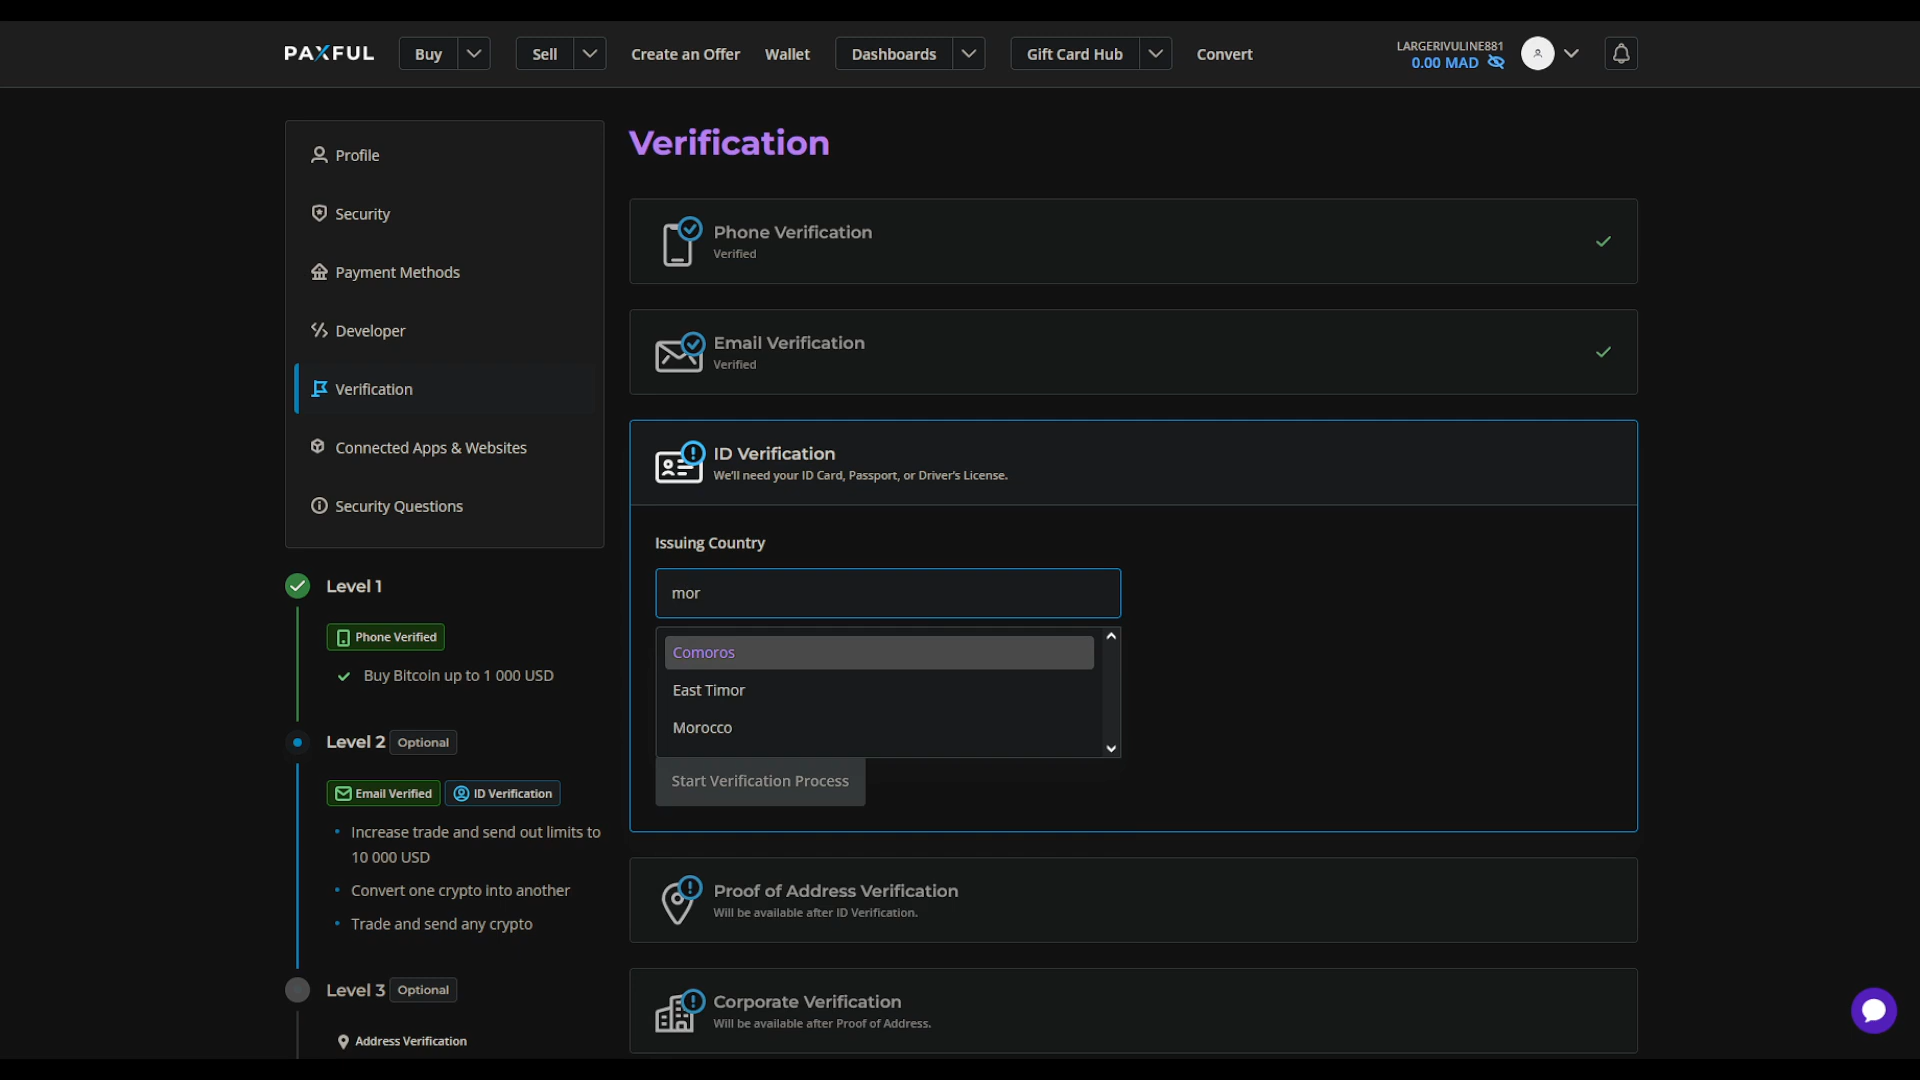 PAXFUL
Buy
Sell
Create an Offer
Wallet
Dashboards
Gift Card Hub
Convert
LARGERIVULINE881
0.00 MAD
Profile
Security
Payment Methods
Developer
Verification
Connected Apps & Websites
Security Questions
Level 1
Phone Verified
Buy Bitcoin up to 1 000 USD
Level 2 Optional
Email Verified ID Verification
Increase trade and send out limits to
10 000 USD
Convert one crypto into another
Trade and send any crypto
Level 3 Optional
Address Verification
Verification
Phone Verification
Verified
Email Verification
Verified
ID Verification
We'll need your ID Card, Passport, or Driver's License.
Issuing Country
mor
Comoros
East Timor
Morocco
Start Verification Process
Proof of Address Verification
Will be available after ID Verification.
Corporate Verification
Will be available after Proof of Address.